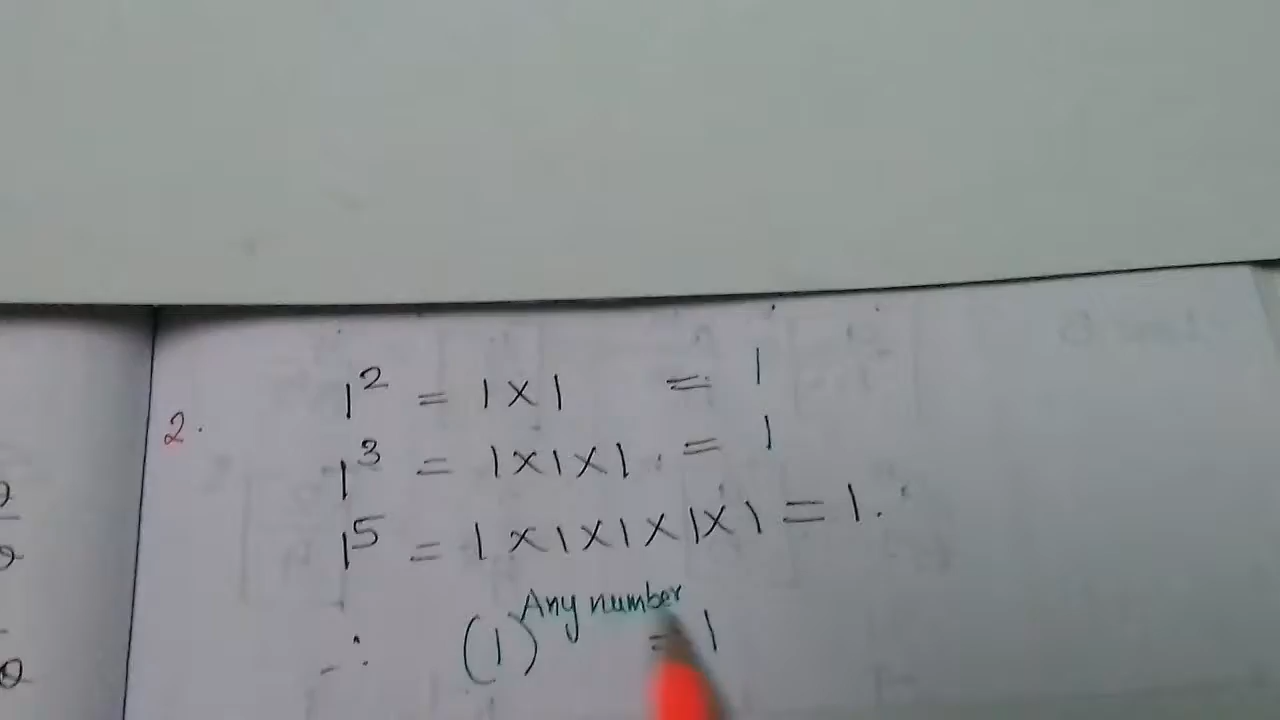 2. 1² = 1×1 = 1
1³ = 1×1×1 = 1
1⁵ = 1×1×1×1×1 = 1.
∴ (1)^Any number = 1